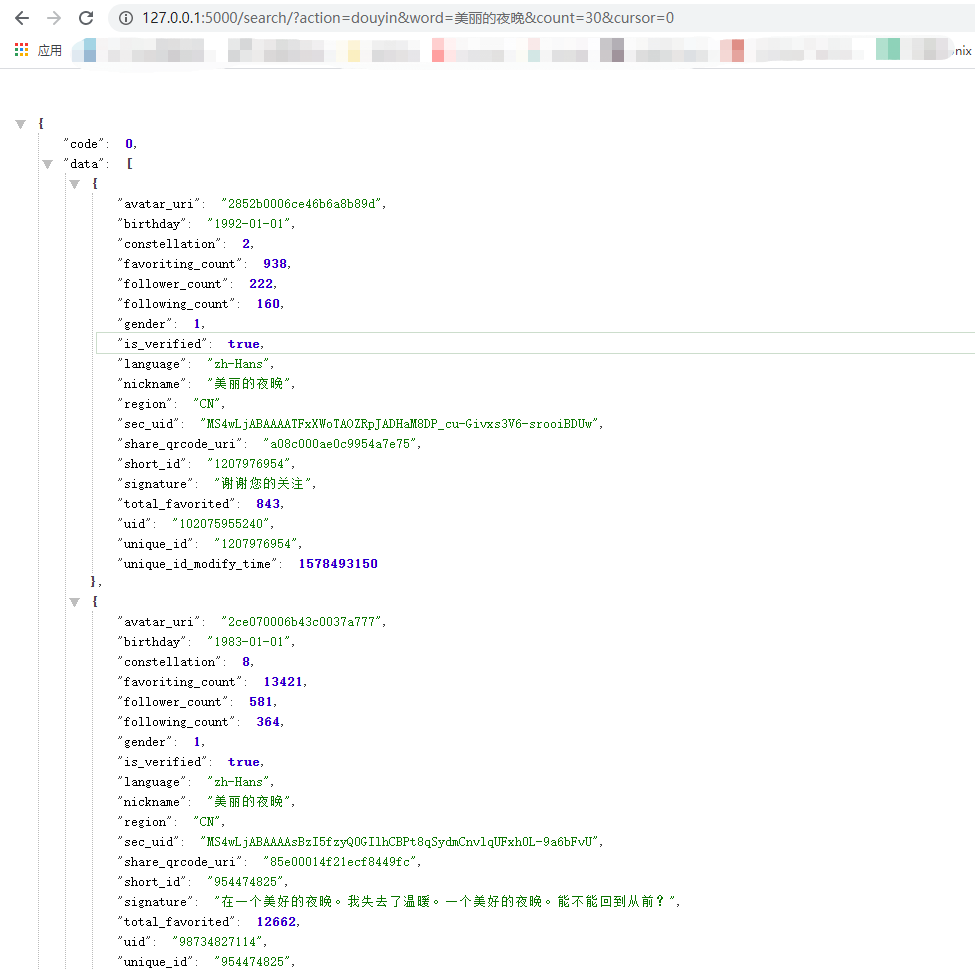 127.0.0.1:5000/search/?action=douyin&word=美丽的夜晚&count=30&cursor=0
应用
nix
{
"code": 0,
"data": [
{
"avatar_uri": "2852b0006ce46b6a8b89d",
"birthday": "1992-01-01",
"constellation": 2,
"favoriting_count": 938,
"follower_count": 222,
"following_count": 160,
"gender": 1,
"is_verified": true,
"language": "zh-Hans",
"nickname": "美丽的夜晚",
"region": "CN",
"sec_uid": "MS4wLjABAAAATFxXWoTAOZRpJADHaM8DP_cu-Givxs3V6-srooiBDUw",
"share_qrcode_uri": "a08c000ae0c9954a7e75",
"short_id": "1207976954",
"signature": "谢谢您的关注",
"total_favorited": 843,
"uid": "102075955240",
"unique_id": "1207976954",
"unique_id_modify_time": 1578493150
},
{
"avatar_uri": "2ce070006b43c0037a777",
"birthday": "1983-01-01",
"constellation": 8,
"favoriting_count": 13421,
"follower_count": 581,
"following_count": 364,
"gender": 1,
"is_verified": true,
"language": "zh-Hans",
"nickname": "美丽的夜晚",
"region": "CN",
"sec_uid": "MS4wLjABAAAAsBzI5fzyQ0GIlhCBPt8qSydmCnvlqUFxhOL-9a6bFvU",
"share_qrcode_uri": "85e00014f21ecf8449fc",
"short_id": "954474825",
"signature": "在一个美好的夜晚。我失去了温暖。一个美好的夜晚。能不能回到从前？",
"total_favorited": 12662,
"uid": "98734827114",
"unique_id": "954474825",